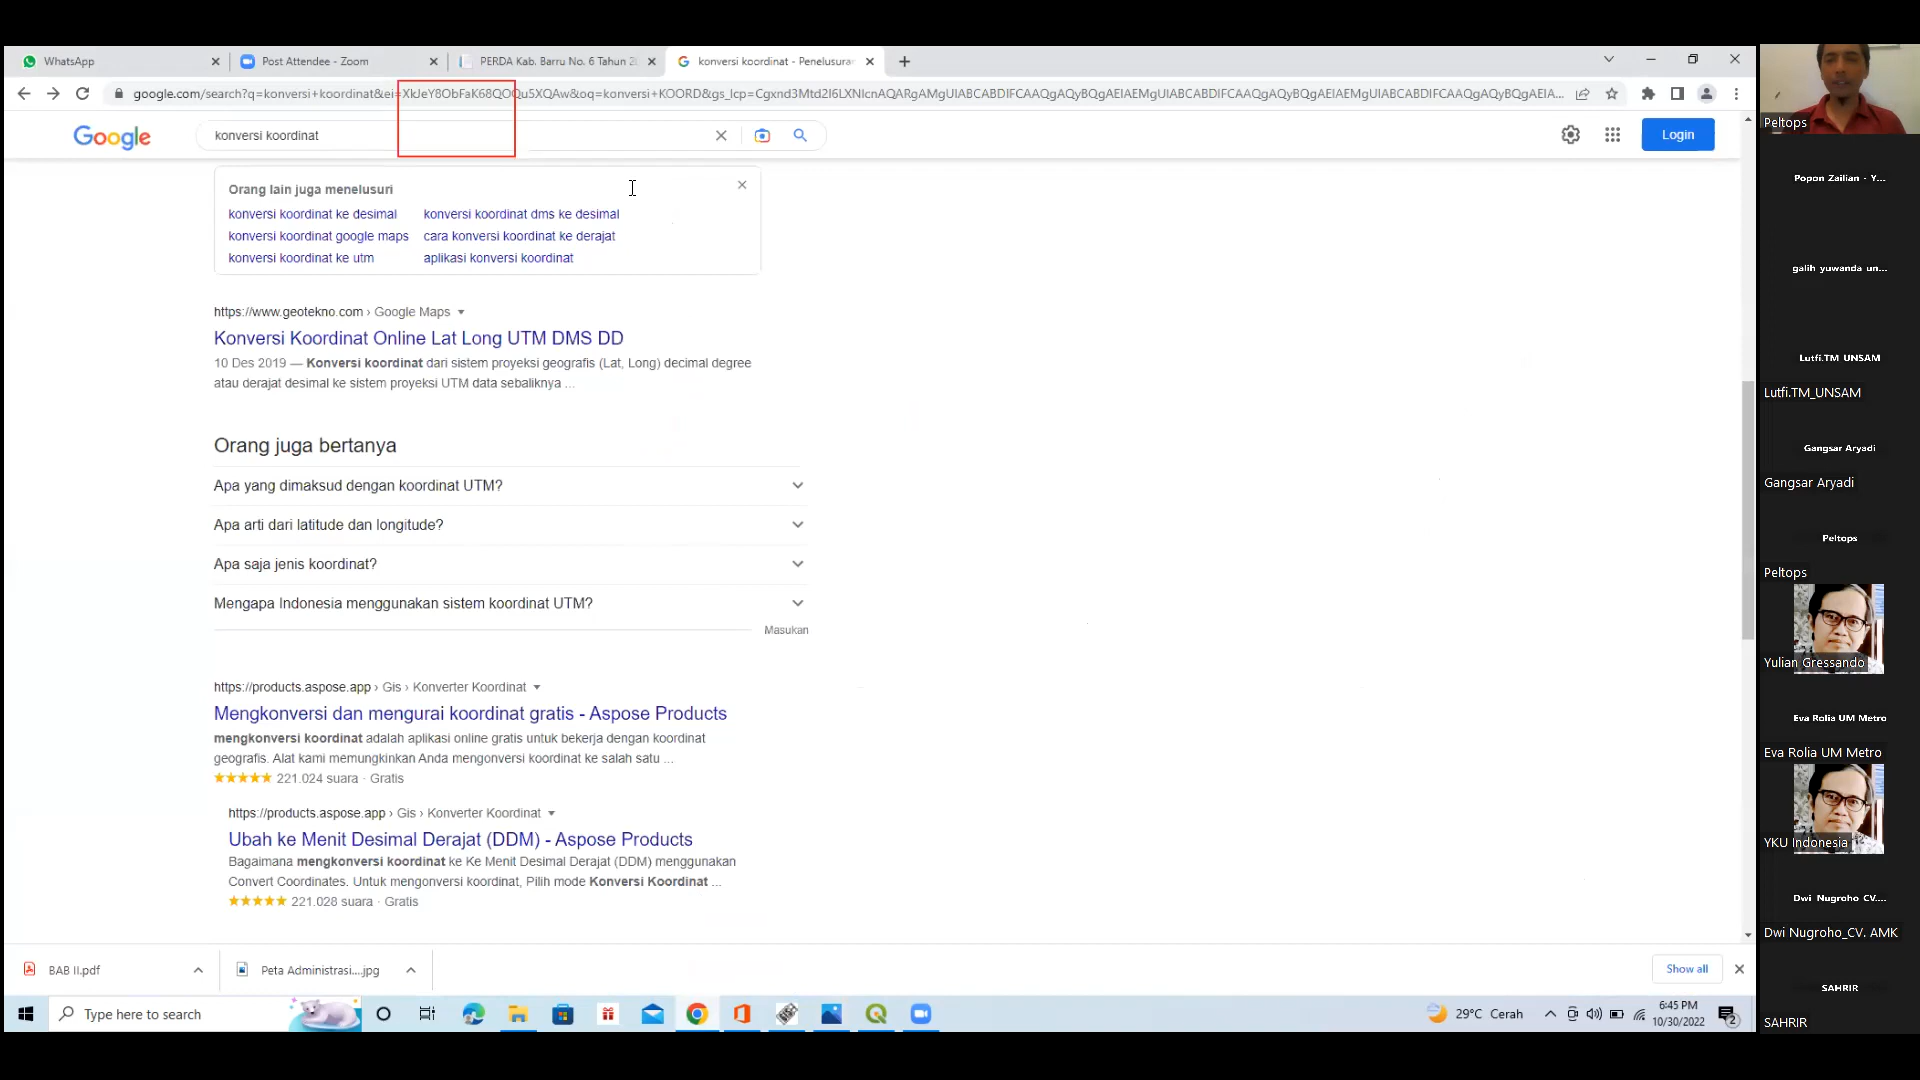 WhatsApp
Post Attendee - Zoom
PERDA Kab. Barru No. 6 Tahun 2
konversi koordinat - Penelusuran
Google
konversi koordinat
Login
Orang lain juga menelusuri
konversi koordinat ke desimal
konversi koordinat dms ke desimal
konversi koordinat google maps
cara konversi koordinat ke derajat
konversi koordinat ke utm
aplikasi konversi koordinat
https://www.geotekno.com › Google Maps
Konversi Koordinat Online Lat Long UTM DMS DD
10 Des 2019 — Konversi koordinat dari sistem proyeksi geografis (Lat, Long) decimal degree
atau derajat desimal ke sistem proyeksi UTM data sebaliknya ...
Orang juga bertanya
Apa yang dimaksud dengan koordinat UTM?
Apa arti dari latitude dan longitude?
Apa saja jenis koordinat?
Mengapa Indonesia menggunakan sistem koordinat UTM?
Masukan
https://products.aspose.app › Gis › Konverter Koordinat
Mengkonversi dan mengurai koordinat gratis - Aspose Products
mengkonversi koordinat adalah aplikasi online gratis untuk bekerja dengan koordinat
geografis. Alat kami memungkinkan Anda mengonversi koordinat ke salah satu ...
221.024 suara · Gratis
https://products.aspose.app › Gis › Konverter Koordinat
Ubah ke Menit Desimal Derajat (DDM) - Aspose Products
Bagaimana mengkonversi koordinat ke Ke Menit Desimal Derajat (DDM) menggunakan
Convert Coordinates. Untuk mengonversi koordinat, Pilih mode Konversi Koordinat ...
221.028 suara · Gratis
BAB II.pdf
Peta Administrasi....jpg
Show all
Type here to search
29°C Cerah
6:45 PM
10/30/2022
2
Peltops
Popon Zailian - Y...
galih yuwanda un...
Lutfi.TM UNSAM
Lutfi.TM_UNSAM
Gangsar Aryadi
Gangsar Aryadi
Peltops
Peltops
Yulian Gressando
Eva Rolia UM Metro
Eva Rolia UM Metro
YKU Indonesia
Dwi Nugroho CV....
Dwi Nugroho_CV. AMK
SAHRIR
SAHRIR